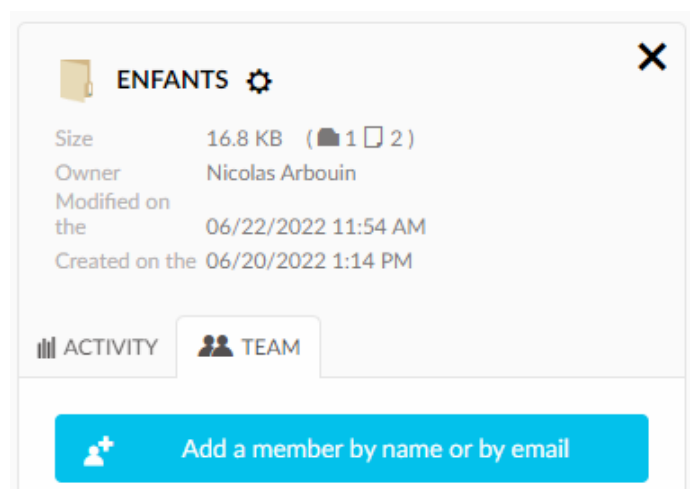 ENFANTS
Size 16.8 KB ( 1 2 )
Owner Nicolas Arbouin
Modified on
the 06/22/2022 11:54 AM
Created on the 06/20/2022 1:14 PM
ACTIVITY TEAM
Add a member by name or by email